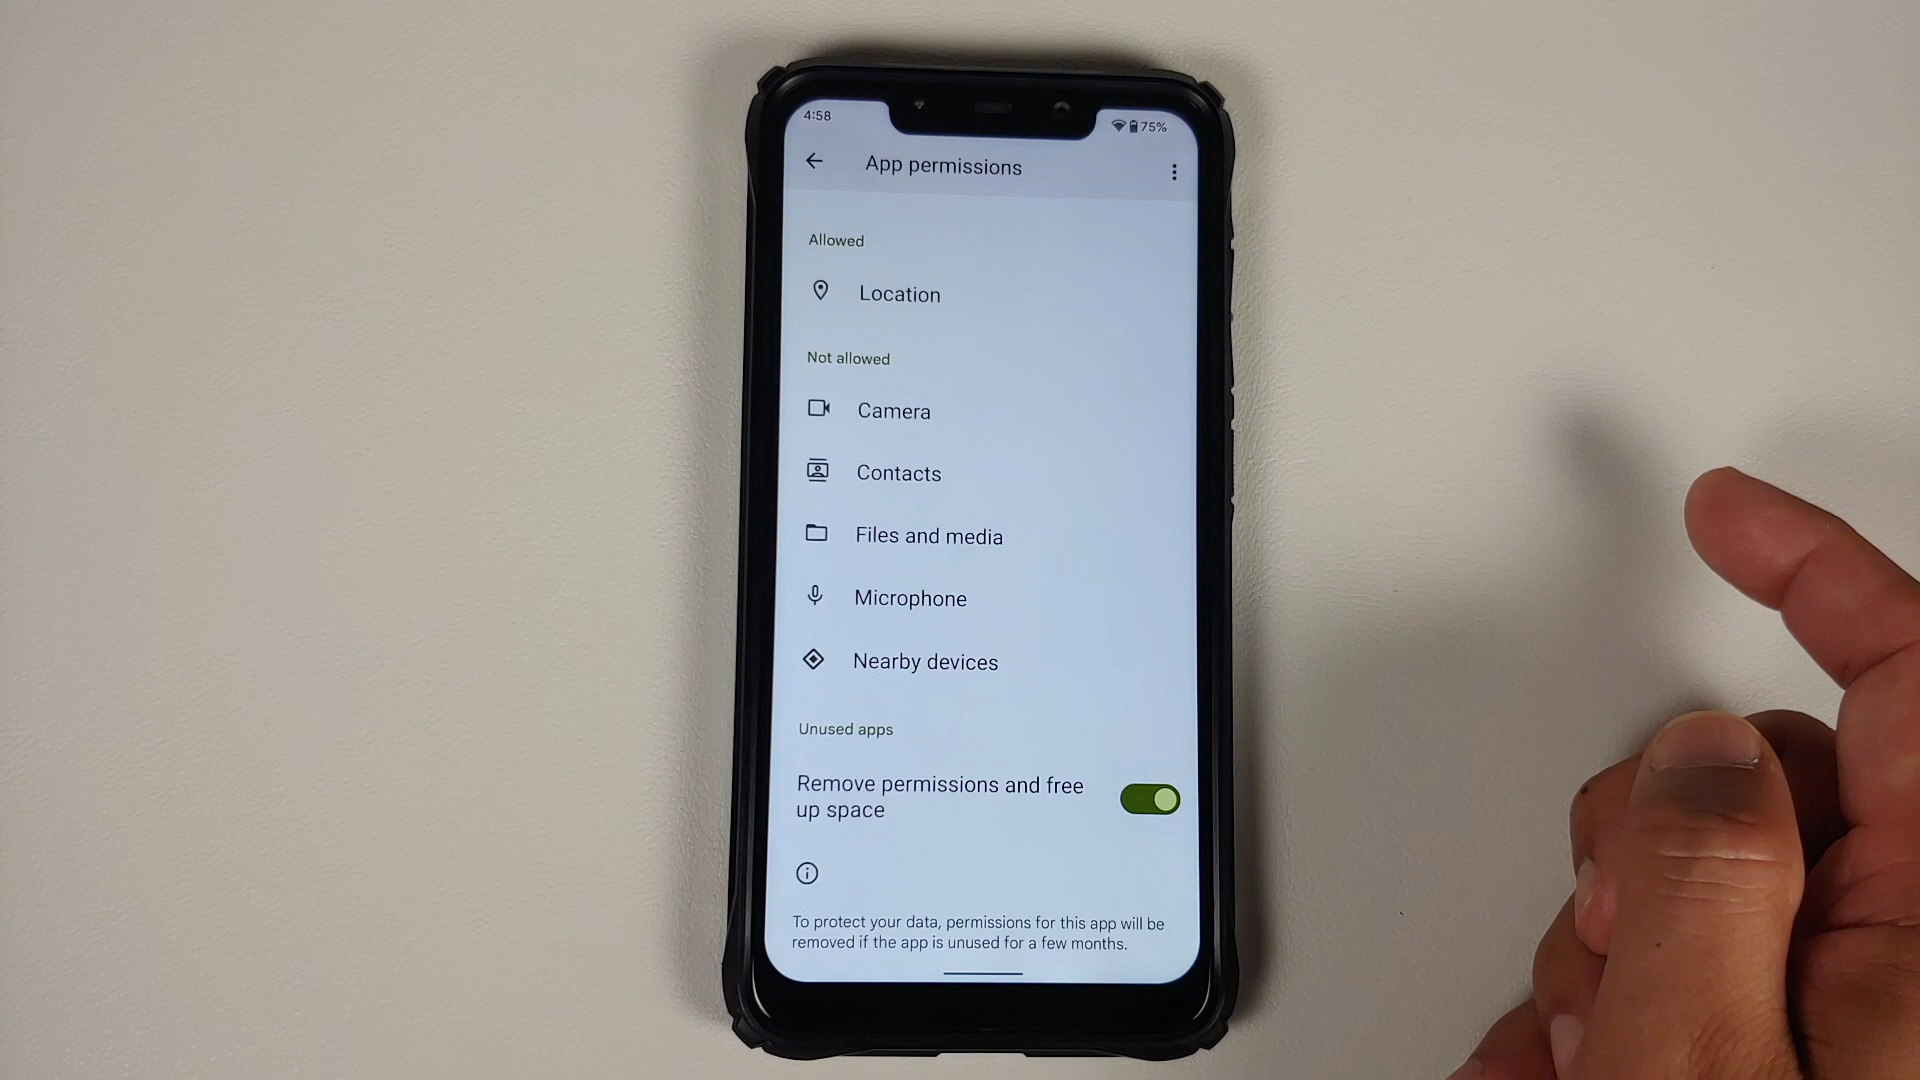 4:58
75%
App permissions
Allowed
Location
Not allowed
Camera
Contacts
Files and media
Microphone
Nearby devices
Unused apps
Remove permissions and free
up space
To protect your data, permissions for this app will be
removed if the app is unused for a few months.